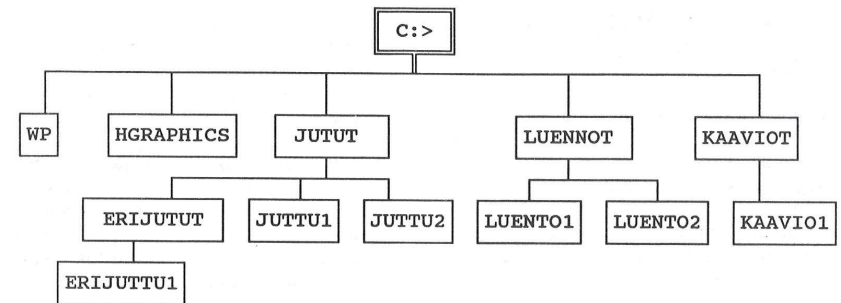 C:>
WP HGRAPHICS JUTUT LUENNOT KAAVIOT
ERIJUTUT JUTTU1 JUTTU2 LUENTO1 LUENTO2 KAAVIO1
ERIJUTTU1